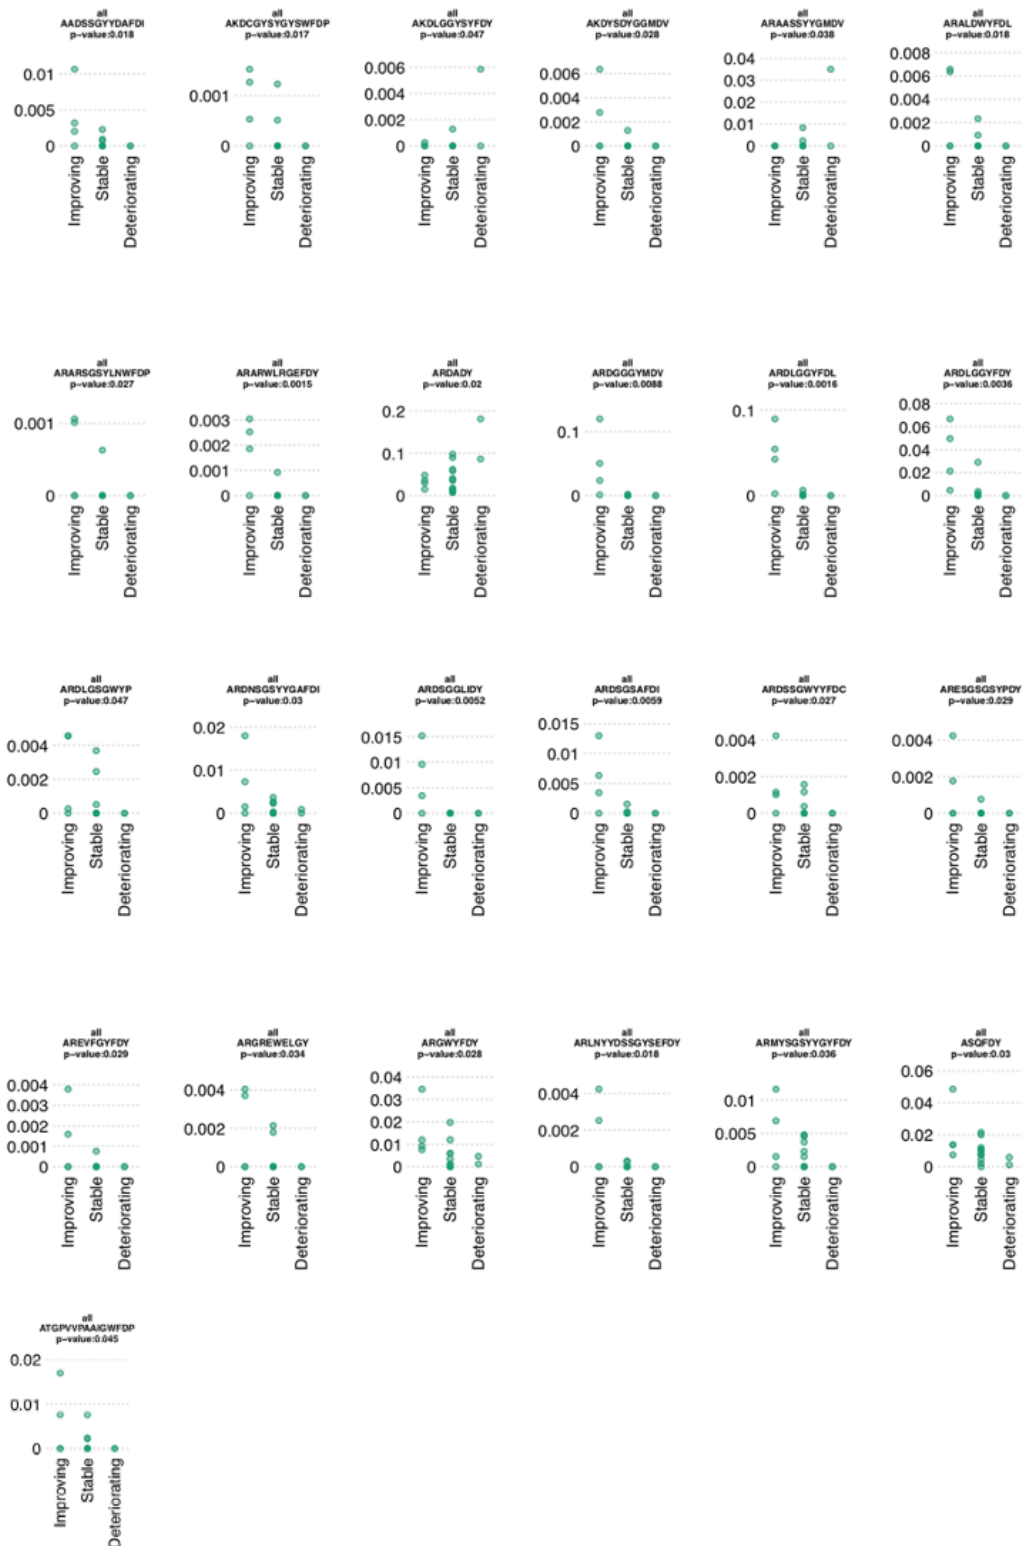 all
AADSSGYYDAFDI
p-value:0.018
0.01
0.005
0
Improving
Stable
Deteriorating
all
AKDCGYSYGYSWFDP
p-value:0.017
0.001
0
Improving
Stable
Deteriorating
all
AKDLGGYSYFDY
p-value:0.047
0.006
0.004
0.002
0
Improving
Stable
Deteriorating
all
AKDYSDYGGMDV
p-value:0.028
0.006
0.004
0.002
0
Improving
Stable
Deteriorating
all
ARAASSYYGMDV
p-value:0.038
0.04
0.03
0.02
0.01
0
Improving
Stable
Deteriorating
all
ARALDWYFDL
p-value:0.018
0.008
0.006
0.004
0.002
0
Improving
Stable
Deteriorating
all
ARARSGSYLNWFDP
p-value:0.027
0.001
0
Improving
Stable
Deteriorating
all
ARARWLRGEFDY
p-value:0.0015
0.003
0.002
0.001
0
Improving
Stable
Deteriorating
all
ARDADY
p-value:0.02
0.2
0.1
0
Improving
Stable
Deteriorating
all
ARDGGGYMDV
p-value:0.0088
0.1
0
Improving
Stable
Deteriorating
all
ARDLGGYFDL
p-value:0.0016
0.1
0
Improving
Stable
Deteriorating
all
ARDLGGYFDY
p-value:0.0036
0.08
0.06
0.04
0.02
0
Improving
Stable
Deteriorating
all
ARDLGSGWYP
p-value:0.047
0.004
0.002
0
Improving
Stable
Deteriorating
all
ARDNSGSYYGAFDI
p-value:0.03
0.02
0.01
0
Improving
Stable
Deteriorating
all
ARDSGGLIDY
p-value:0.0052
0.015
0.01
0.005
0
Improving
Stable
Deteriorating
all
ARDSGSAFDI
p-value:0.0059
0.015
0.01
0.005
0
Improving
Stable
Deteriorating
all
ARDSSGWYYFDC
p-value:0.027
0.004
0.002
0
Improving
Stable
Deteriorating
all
ARESGSGSYPDY
p-value:0.029
0.004
0.002
0
Improving
Stable
Deteriorating
all
AREVFGYFDY
p-value:0.029
0.004
0.003
0.002
0.001
0
Improving
Stable
Deteriorating
all
ARGREWELGY
p-value:0.034
0.004
0.002
0
Improving
Stable
Deteriorating
all
ARGWYFDY
p-value:0.028
0.04
0.03
0.02
0.01
0
Improving
Stable
Deteriorating
all
ARLNYYDSSGYSEFDY
p-value:0.018
0.004
0.002
0
Improving
Stable
Deteriorating
all
ARMYSGSYYGYFDY
p-value:0.036
0.01
0.005
0
Improving
Stable
Deteriorating
all
ASQFDY
p-value:0.03
0.06
0.04
0.02
0
Improving
Stable
Deteriorating
all
ATGPVVPAAIGWFDP
p-value:0.045
0.02
0.01
0
Improving
Stable
Deteriorating